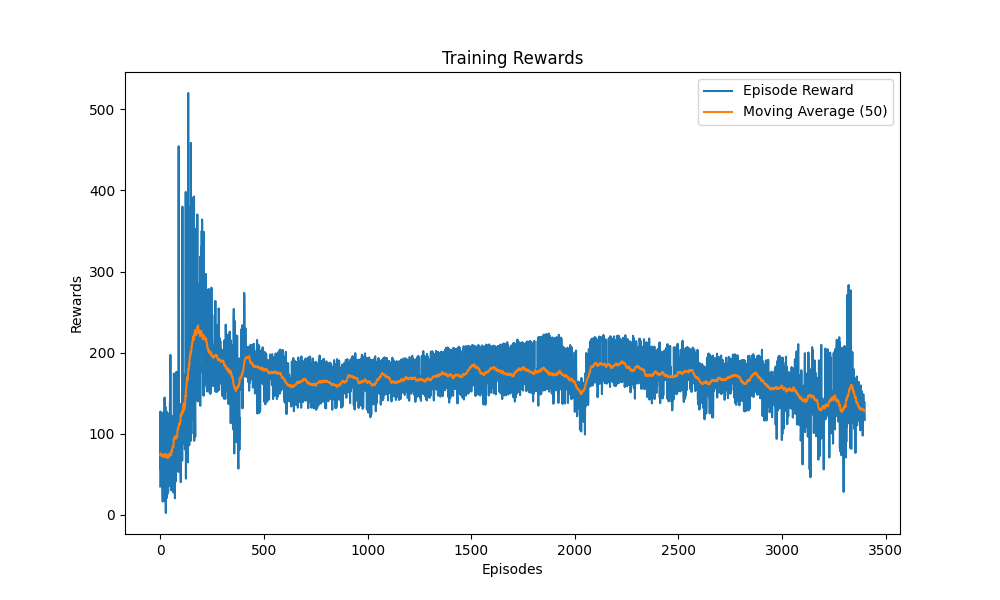 Training Rewards
Episode Reward
Moving Average (50)
Rewards
500
400
300
200
100
0
0 500 1000 1500 2000 2500 3000 3500
Episodes